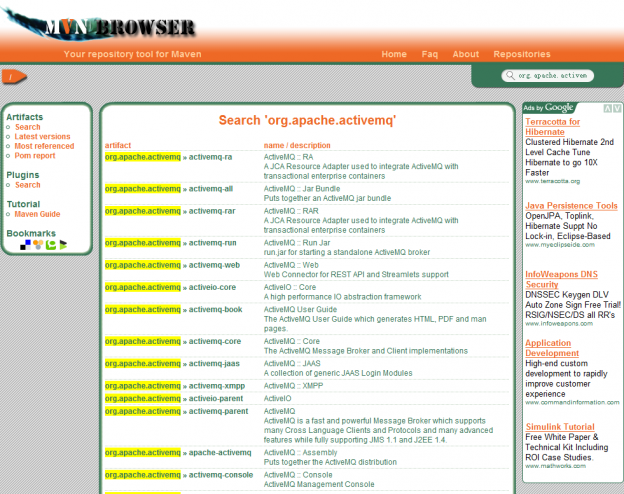 MVN BROWSER
Your repository tool for Maven
Home Faq About Repositories
/
org.apache.activem
Artifacts
Search
Latest versions
Most referenced
Pom report
Plugins
Search
Tutorial
Maven Guide
Bookmarks
Search 'org.apache.activemq'
artifact name / description
org.apache.activemq » activemq-ra ActiveMQ :: RA
A JCA Resource Adapter used to integrate ActiveMQ with
transactional enterprise containers
org.apache.activemq » activemq-all ActiveMQ :: Jar Bundle
Puts together an ActiveMQ jar bundle
org.apache.activemq » activemq-rar ActiveMQ :: RAR
A JCA Resource Adapter used to integrate ActiveMQ with
transactional enterprise containers
org.apache.activemq » activemq-run ActiveMQ :: Run Jar
run.jar for starting a standalone ActiveMQ broker
org.apache.activemq » activemq-web ActiveMQ :: Web
Web Connector for REST API and Streamlets support
org.apache.activemq » activeio-core ActiveIO :: Core
A high performance IO abstraction framework
org.apache.activemq » activemq-book ActiveMQ User Guide
The ActiveMQ User Guide which generates HTML, PDF and man
pages.
org.apache.activemq » activemq-core ActiveMQ :: Core
The ActiveMQ Message Broker and Client implementations
org.apache.activemq » activemq-jaas ActiveMQ :: JAAS
A collection of generic JAAS Login Modules
org.apache.activemq » activemq-xmpp ActiveMQ :: XMPP
org.apache.activemq » activeio-parent ActiveIO
org.apache.activemq » activemq-parent ActiveMQ
ActiveMQ is a fast and powerful Message Broker which supports
many Cross Language Clients and Protocols and many advanced
features while fully supporting JMS 1.1 and J2EE 1.4.
org.apache.activemq » apache-activemq ActiveMQ :: Assembly
Puts together the ActiveMQ distribution
org.apache.activemq » activemq-console ActiveMQ :: Console
ActiveMQ Management Console
Ads by Google
Terracotta for
Hibernate
Clustered Hibernate 2nd
Level Cache Tune
Hibernate to go 10X
Faster
www.terracotta.org
Java Persistence Tools
OpenJPA, Toplink,
Hibernate Suppt No
Lock-in, Eclipse-Based
www.myeclipseide.com
InfoWeapons DNS
Security
DNSSEC Keygen DLV
Auto Zone Sign Free Trial!
RSIG/NSEC/DS all RR's
www.infoweapons.com
Application
Development
High-end custom
development to rapidly
improve customer
experience
www.commandinformation.com
Simulink Tutorial
Free White Paper &
Technical Kit Including
ROI Case Studies.
www.mathworks.com